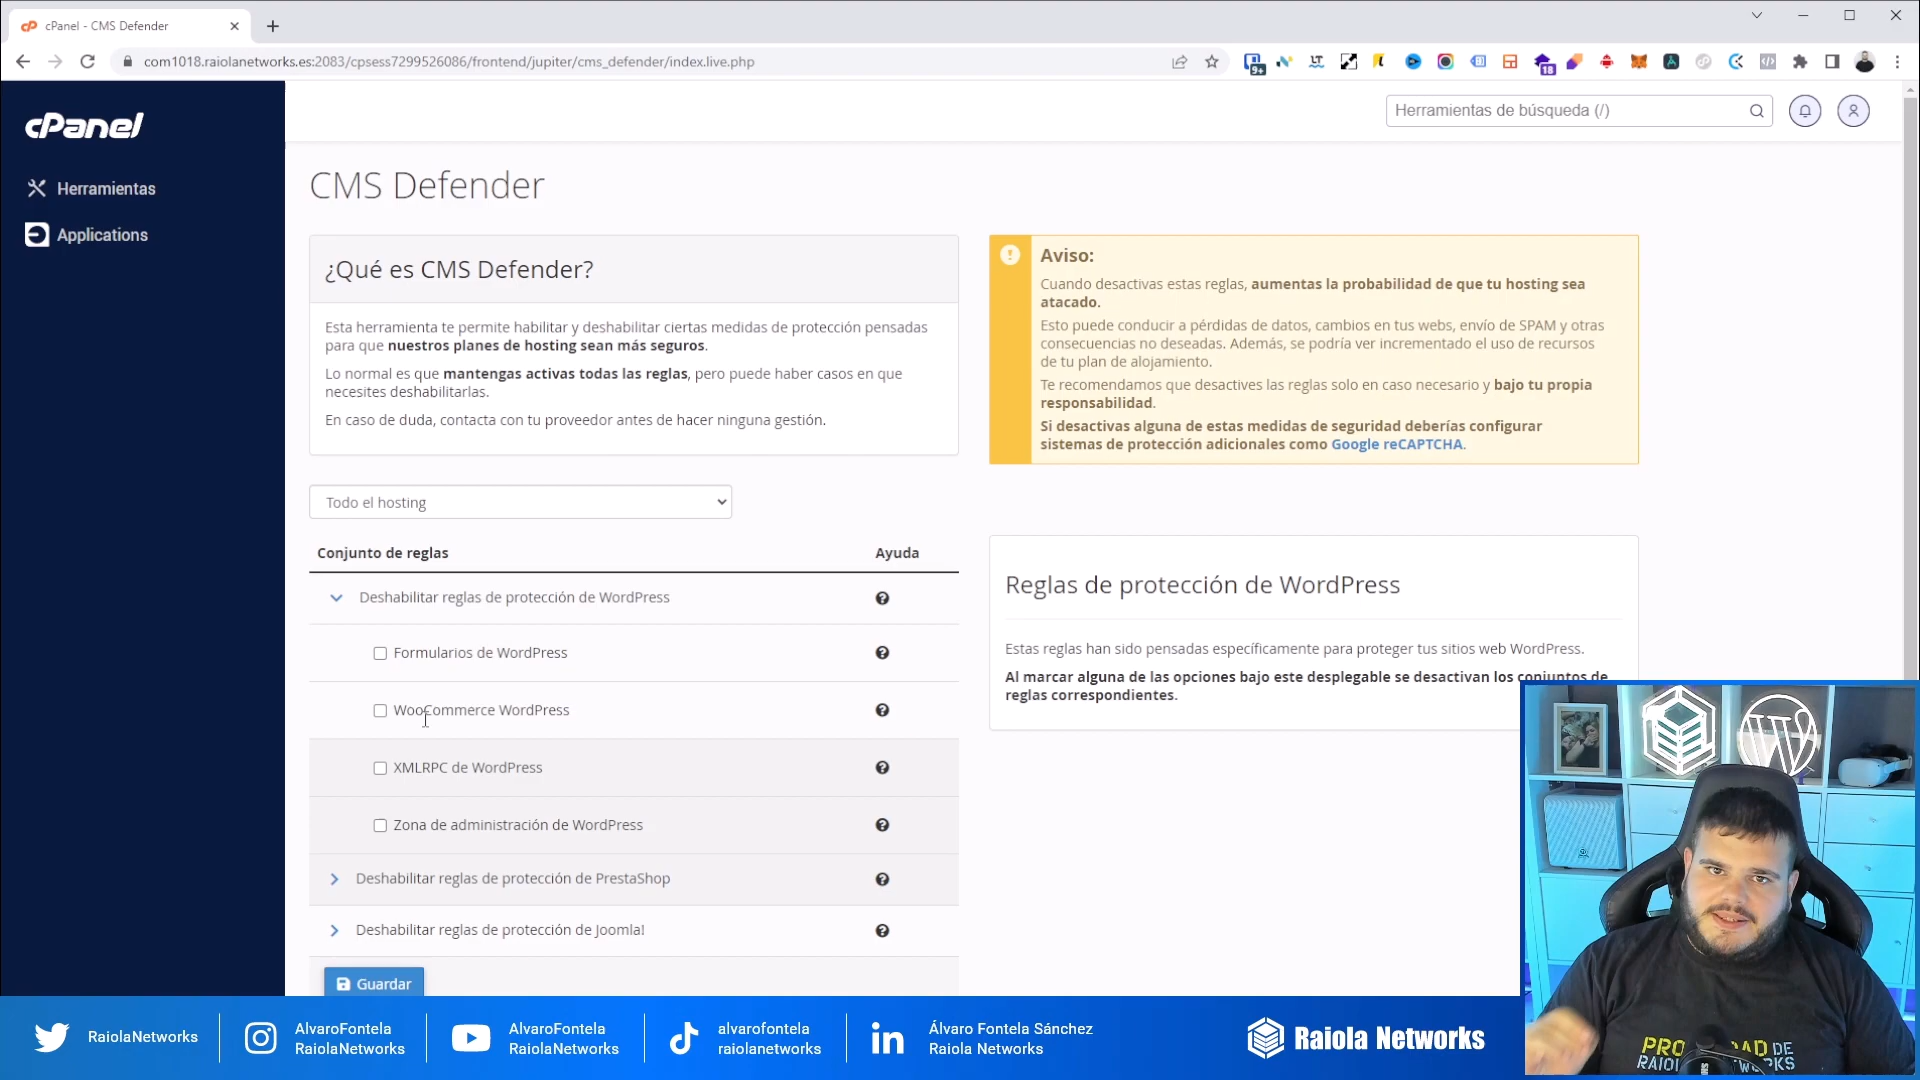 cPanel - CMS Defender
com1018.raiolanetworks.es:2083/cpsess7299526086/frontend/jupiter/cms_defender/index.live.php
9+
18
cPanel
Herramientas de búsqueda (/)
Herramientas
Applications
CMS Defender
¿Qué es CMS Defender?
Esta herramienta te permite habilitar y deshabilitar ciertas medidas de protección pensadas
para que nuestros planes de hosting sean más seguros.
Lo normal es que mantengas activas todas las reglas, pero puede haber casos en que
necesites deshabilitarlas.
En caso de duda, contacta con tu proveedor antes de hacer ninguna gestión.
Aviso:
Cuando desactivas estas reglas, aumentas la probabilidad de que tu hosting sea
atacado.
Esto puede conducir a pérdidas de datos, cambios en tus webs, envío de SPAM y otras
consecuencias no deseadas. Además, se podría ver incrementado el uso de recursos
de tu plan de alojamiento.
Te recomendamos que desactives las reglas solo en caso necesario y bajo tu propia
responsabilidad.
Si desactivas alguna de estas medidas de seguridad deberías configurar
sistemas de protección adicionales como Google reCAPTCHA.
Todo el hosting
Conjunto de reglas
Ayuda
Deshabilitar reglas de protección de WordPress
Formularios de WordPress
WooCommerce WordPress
XMLRPC de WordPress
Zona de administración de WordPress
Deshabilitar reglas de protección de PrestaShop
Deshabilitar reglas de protección de Joomla!
Guardar
Reglas de protección de WordPress
Estas reglas han sido pensadas específicamente para proteger tus sitios web WordPress.
Al marcar alguna de las opciones bajo este desplegable se desactivan los conjuntos de
reglas correspondientes.
RaiolaNetworks
AlvaroFontela
RaiolaNetworks
AlvaroFontela
RaiolaNetworks
alvarofontela
raiolanetworks
Álvaro Fontela Sánchez
Raiola Networks
Raiola Networks